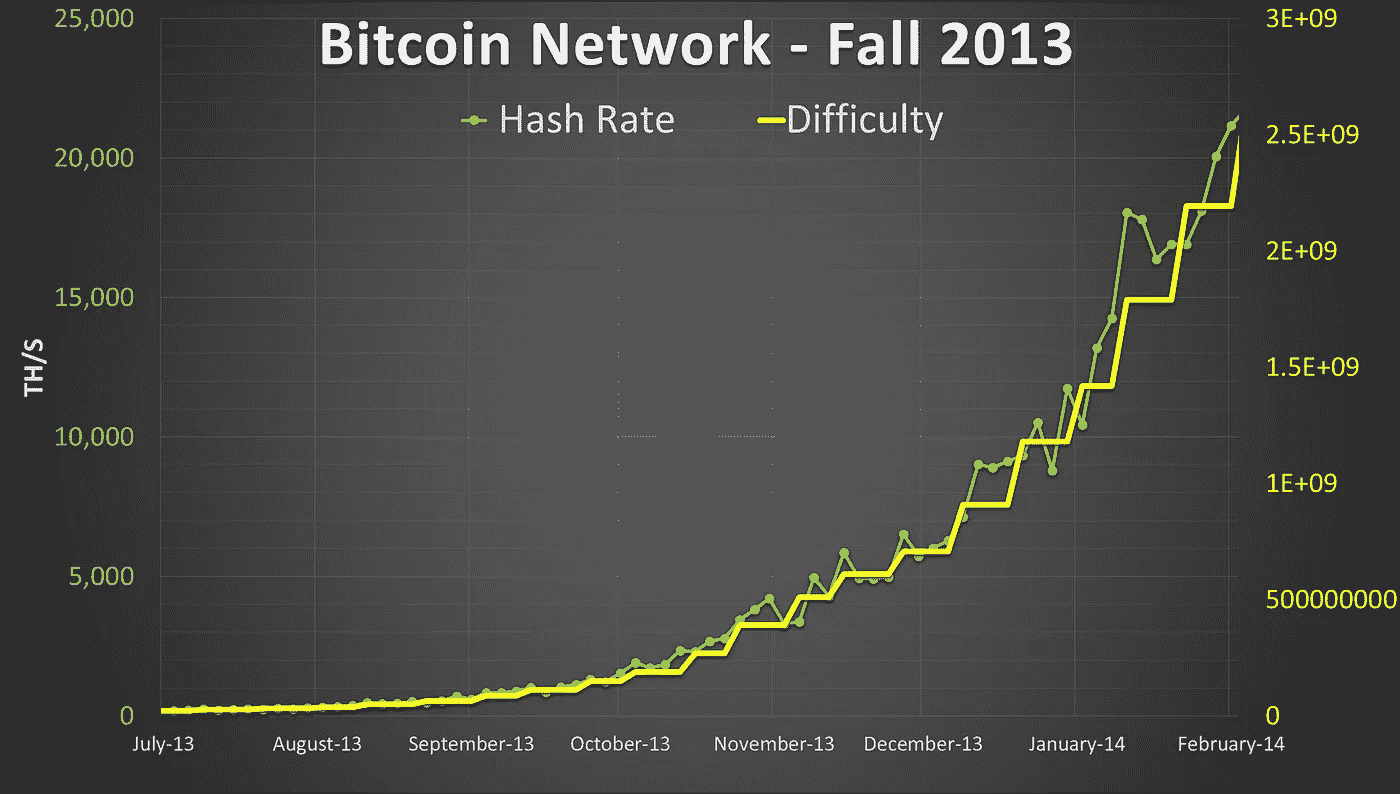 Bitcoin Network - Fall 2013
Hash Rate Difficulty
TH/S
25,000
20,000
15,000
10,000
5,000
0
3E+09
2.5E+09
2E+09
1.5E+09
1E+09
500000000
0
July-13 August-13 September-13 October-13 November-13 December-13 January-14 February-14